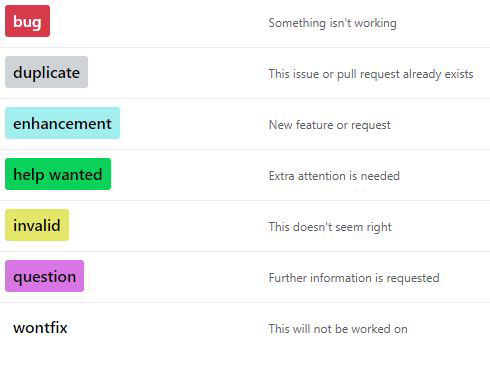 bug
Something isn't working
duplicate
This issue or pull request already exists
enhancement
New feature or request
help wanted
Extra attention is needed
invalid
This doesn't seem right
question
Further information is requested
wontfix
This will not be worked on